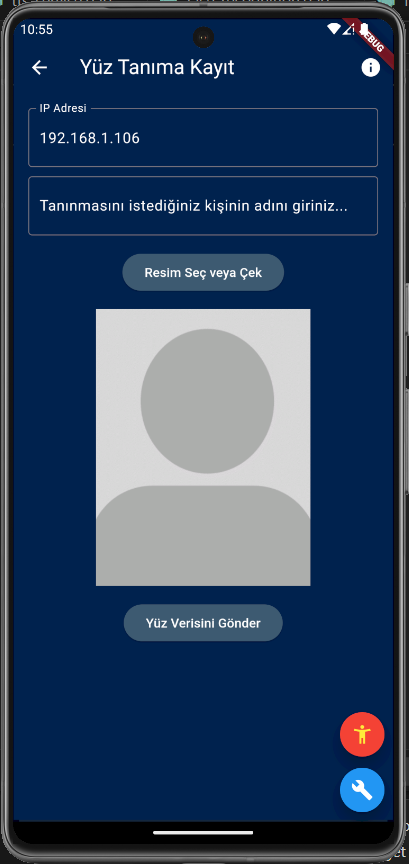 10:55
DEBUG
Yüz Tanıma Kayıt
IP Adresi
192.168.1.106
Tanınmasını istediğiniz kişinin adını giriniz...
Resim Seç veya Çek
Yüz Verisini Gönder